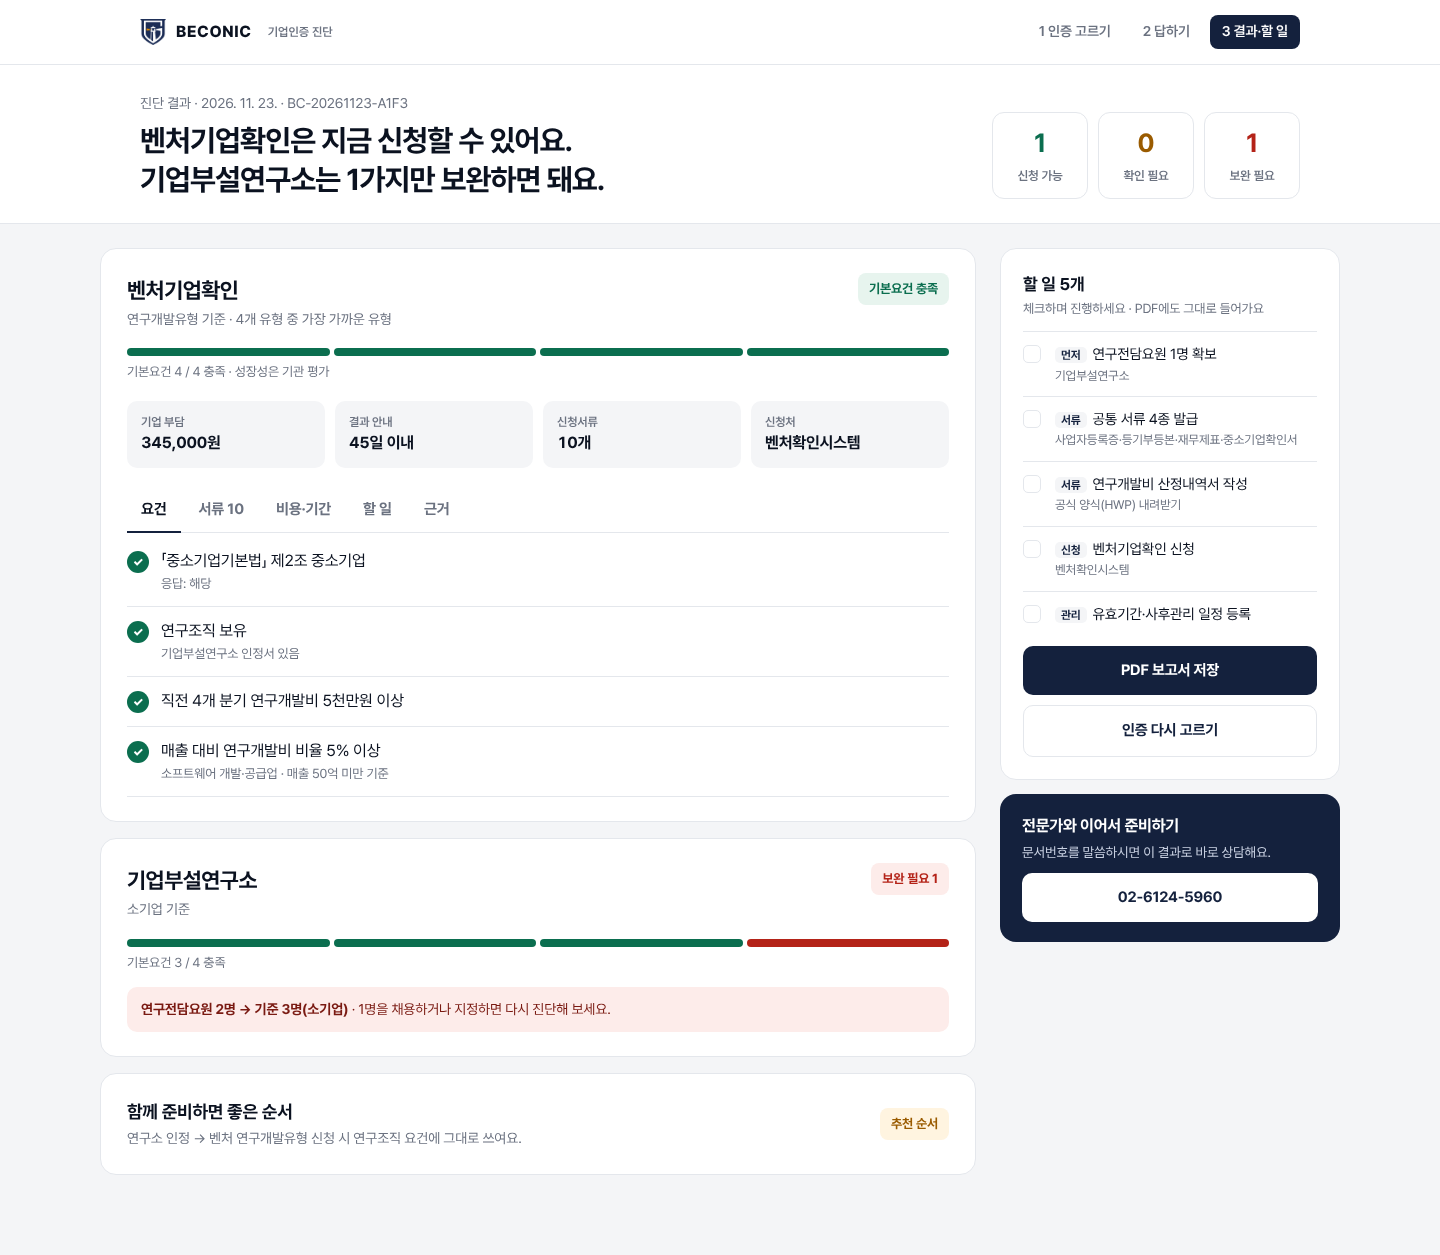 BECONIC 기업인증 진단
1 인증 고르기
2 답하기
3 결과·할 일
진단 결과 · 2026. 11. 23. · BC-20261123-A1F3
벤처기업확인은 지금 신청할 수 있어요.
기업부설연구소는 1가지만 보완하면 돼요.
1
신청 가능
0
확인 필요
1
보완 필요
벤처기업확인
기본요건 충족
연구개발유형 기준 · 4개 유형 중 가장 가까운 유형
기본요건 4 / 4 충족 · 성장성은 기관 평가
기업 부담
345,000원
결과 안내
45일 이내
신청서류
10개
신청처
벤처확인시스템
요건
서류 10
비용·기간
할 일
근거
「중소기업기본법」 제2조 중소기업
응답: 해당
연구조직 보유
기업부설연구소 인정서 있음
직전 4개 분기 연구개발비 5천만원 이상
매출 대비 연구개발비 비율 5% 이상
소프트웨어 개발·공급업 · 매출 50억 미만 기준
기업부설연구소
보완 필요 1
소기업 기준
기본요건 3 / 4 충족
연구전담요원 2명 → 기준 3명(소기업) · 1명을 채용하거나 지정하면 다시 진단해 보세요.
함께 준비하면 좋은 순서
연구소 인정 → 벤처 연구개발유형 신청 시 연구조직 요건에 그대로 쓰여요.
추천 순서
할 일 5개
체크하며 진행하세요 · PDF에도 그대로 들어가요
먼저 연구전담요원 1명 확보
기업부설연구소
서류 공통 서류 4종 발급
사업자등록증·등기부등본·재무제표·중소기업확인서
서류 연구개발비 산정내역서 작성
공식 양식(HWP) 내려받기
신청 벤처기업확인 신청
벤처확인시스템
관리 유효기간·사후관리 일정 등록
PDF 보고서 저장
인증 다시 고르기
전문가와 이어서 준비하기
문서번호를 말씀하시면 이 결과로 바로 상담해요.
02-6124-5960